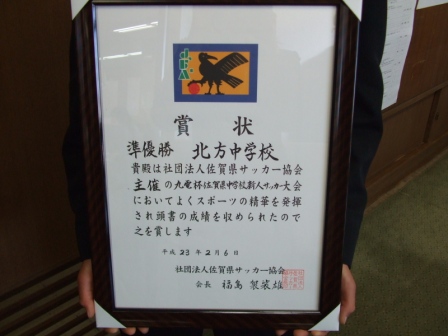 JFA
賞状
準優勝 北方中学校
貴殿は社団法人佐賀県サッカー協会
主催の九電杯佐賀県中学校新人サッカー大会
においてよくスポーツの精華を発揮
され頭書の成績を収められたので
之を賞します
平成23年2月6日
社団法人佐賀県サッカー協会
会長 福島